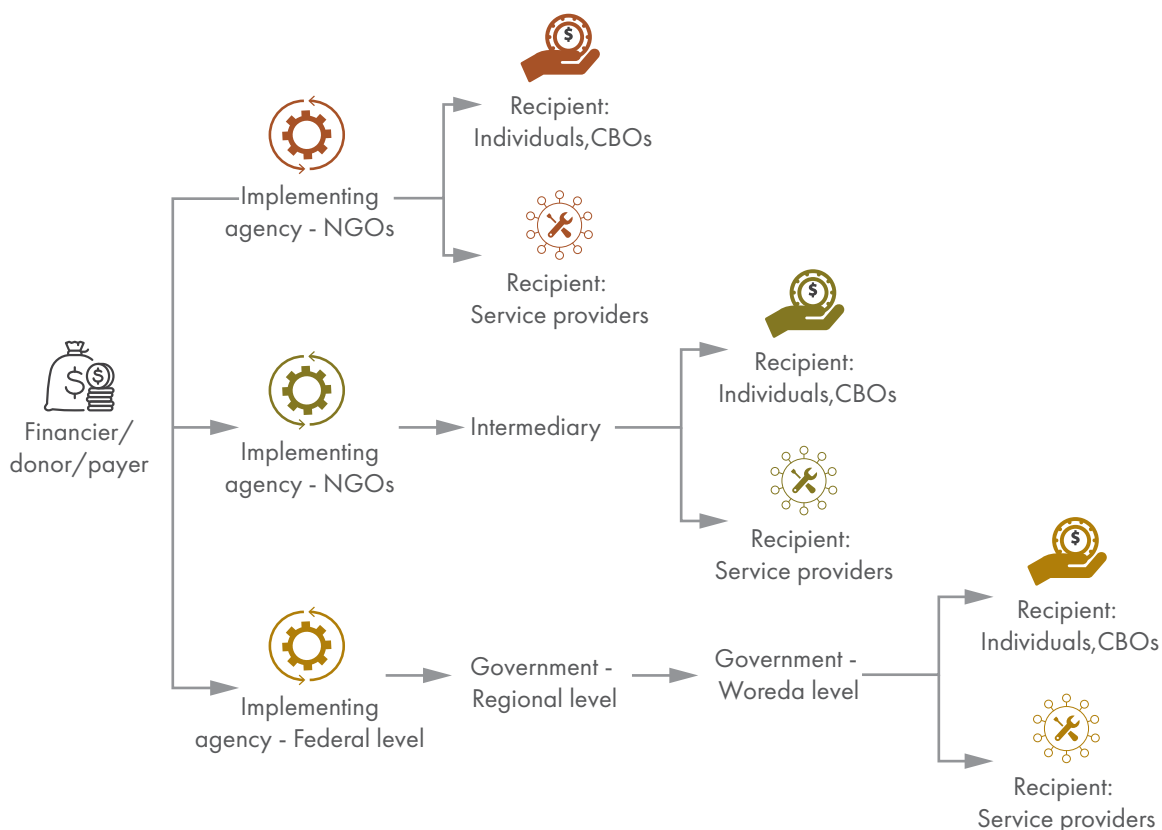 $
Recipient:
Individuals,CBOs
Implementing
agency - NGOs
Recipient:
Service providers
$
Recipient:
Individuals,CBOs
$ $
Financier/
donor/payer
Implementing
agency - NGOs
Intermediary
Recipient:
Service providers
$
Recipient:
Individuals,CBOs
Implementing
agency - Federal level
Government -
Regional level
Government -
Woreda level
Recipient:
Service providers